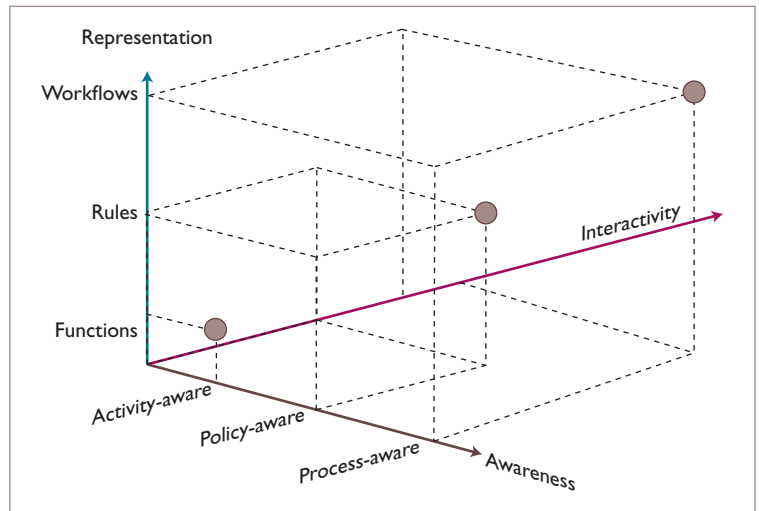 Representation
Workflows
Rules
Interactivity
Functions
Activity-aware
Policy-aware
Process-aware
Awareness